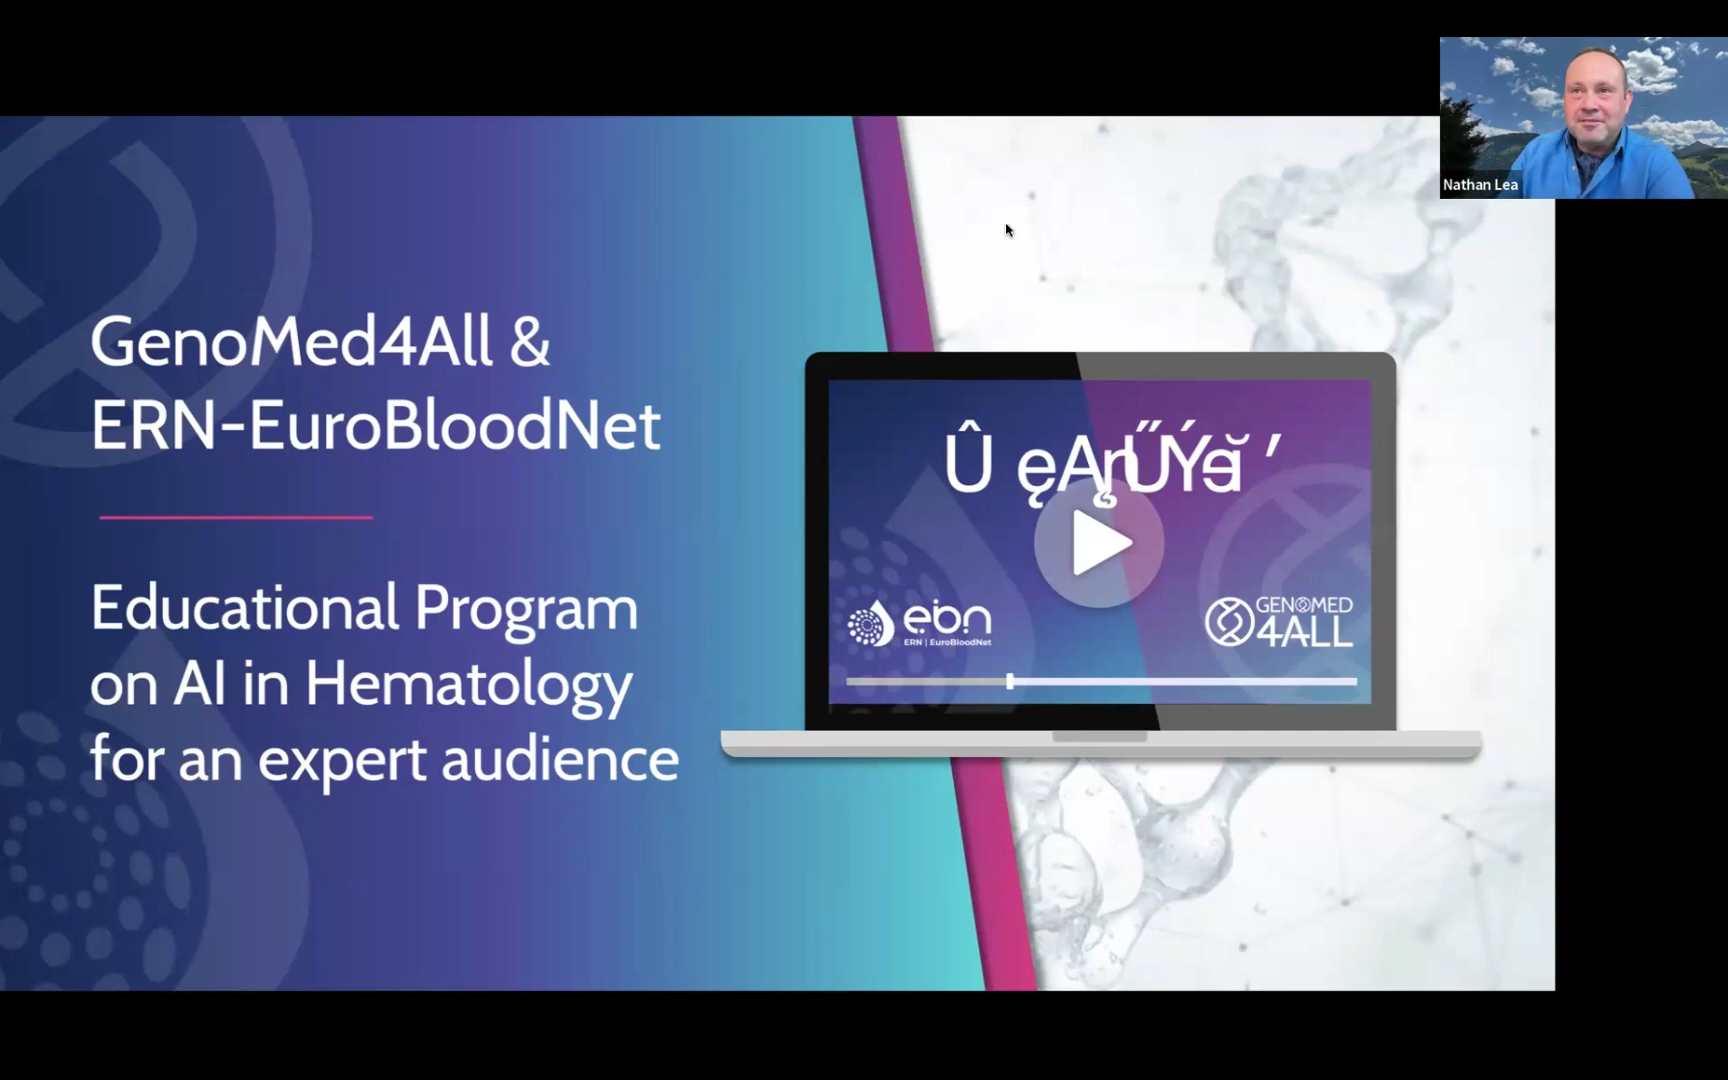 Nathan Lea
GenoMed4All &
ERN-EuroBloodNet
Educational Program
on AI in Hematology
for an expert audience
ebn
ERN | EuroBloodNet
GENOMED
4ALL